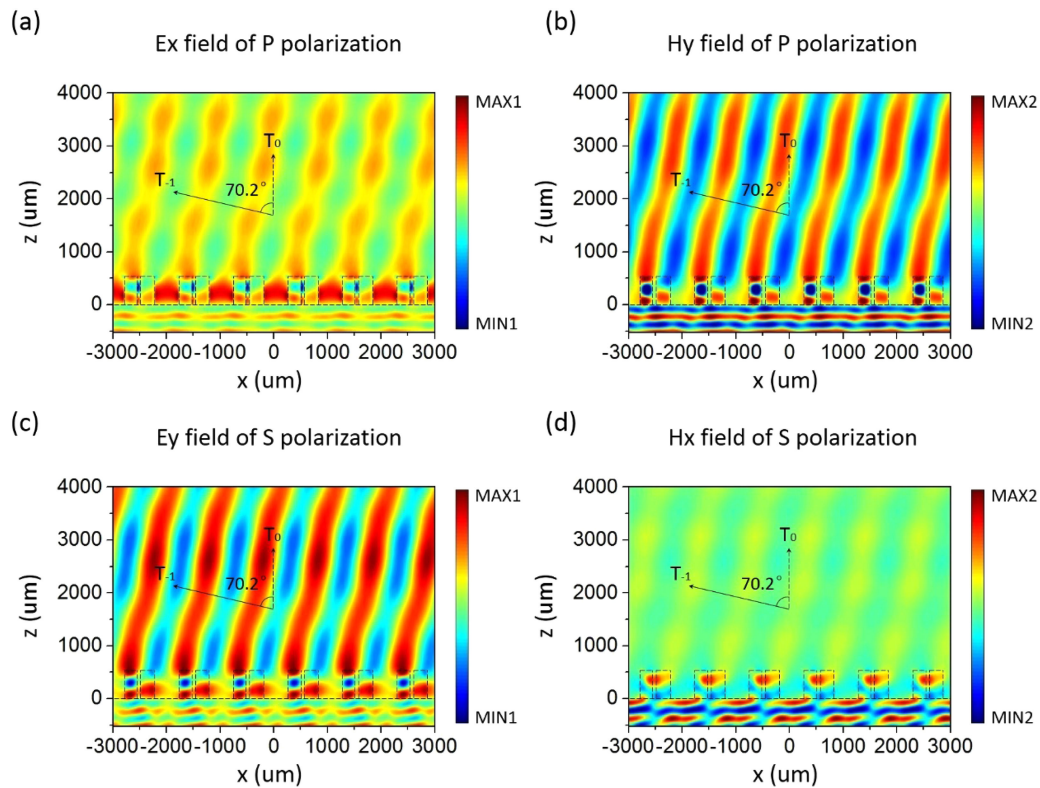 (a)
Ex field of P polarization
4000
3000
2000
1000
0
z (um)
-3000 -2000 -1000 0 1000 2000 3000
x (um)
T₀
T₋₁
70.2°
MAX1
MIN1
(b)
Hy field of P polarization
4000
3000
2000
1000
0
z (um)
-3000 -2000 -1000 0 1000 2000 3000
x (um)
T₀
T₋₁
70.2°
MAX2
MIN2
(c)
Ey field of S polarization
4000
3000
2000
1000
0
z (um)
-3000 -2000 -1000 0 1000 2000 3000
x (um)
T₀
T₋₁
70.2°
MAX1
MIN1
(d)
Hx field of S polarization
4000
3000
2000
1000
0
z (um)
-3000 -2000 -1000 0 1000 2000 3000
x (um)
T₀
T₋₁
70.2°
MAX2
MIN2